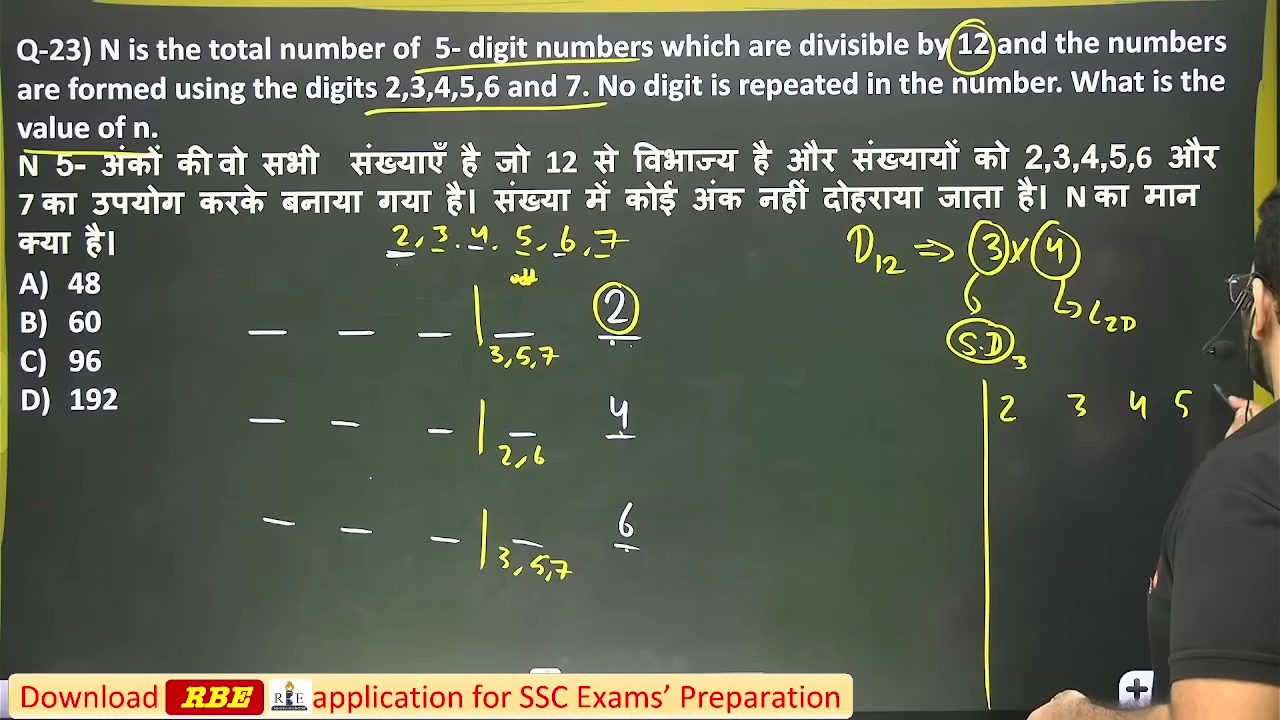 Q-23) N is the total number of 5- digit numbers which are divisible by 12 and the numbers
are formed using the digits 2,3,4,5,6 and 7. No digit is repeated in the number. What is the
value of n.
N 5- अंकों की वो सभी संख्याएँ है जो 12 से विभाज्य है और संख्यायों को 2,3,4,5,6 और
7 का उपयोग करके बनाया गया है। संख्या में कोई अंक नहीं दोहराया जाता है। N का मान
क्या है।
A) 48
B) 60
C) 96
D) 192
2, 3, 4, 5, 6, 7
odd
2
3, 5, 7
4
2, 6
6
3, 5, 7
D12 ⇒ 3 x 4
S.D3
L2D
2 3 4 5
Download RBE RBE application for SSC Exams’ Preparation